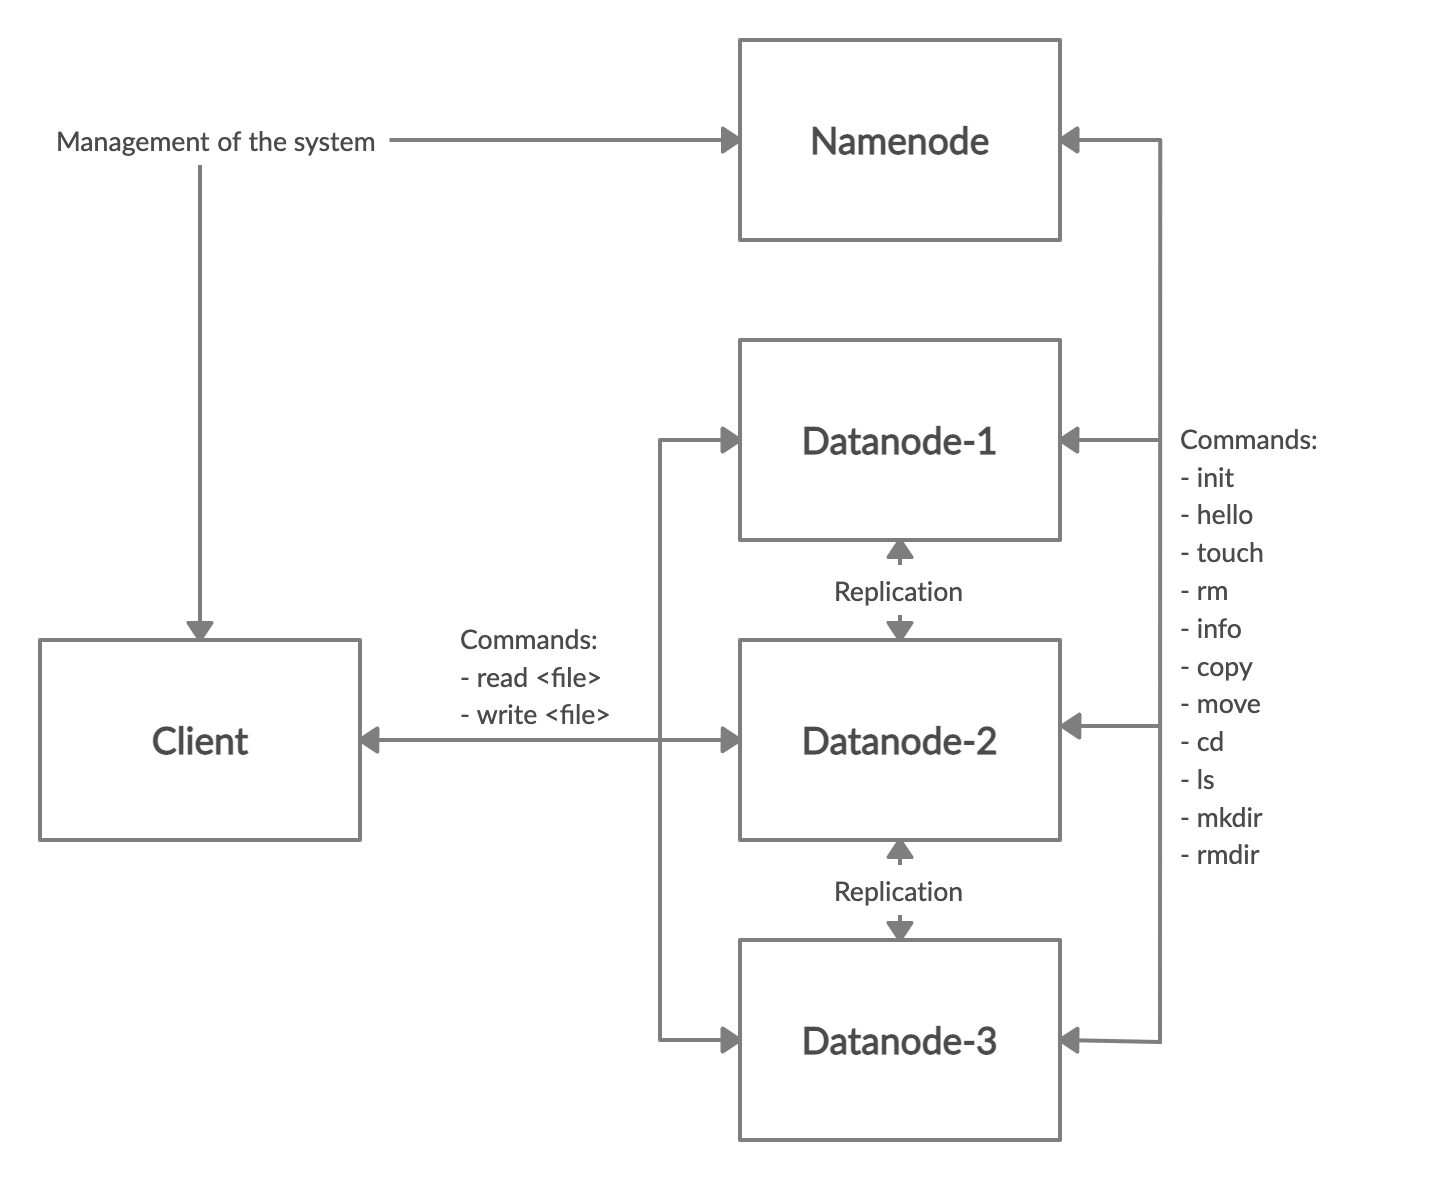 Management of the system
Namenode
Datanode-1
Replication
Commands:
- read <file>
- write <file>
Client
Datanode-2
Replication
Datanode-3
Commands:
- init
- hello
- touch
- rm
- info
- copy
- move
- cd
- ls
- mkdir
- rmdir